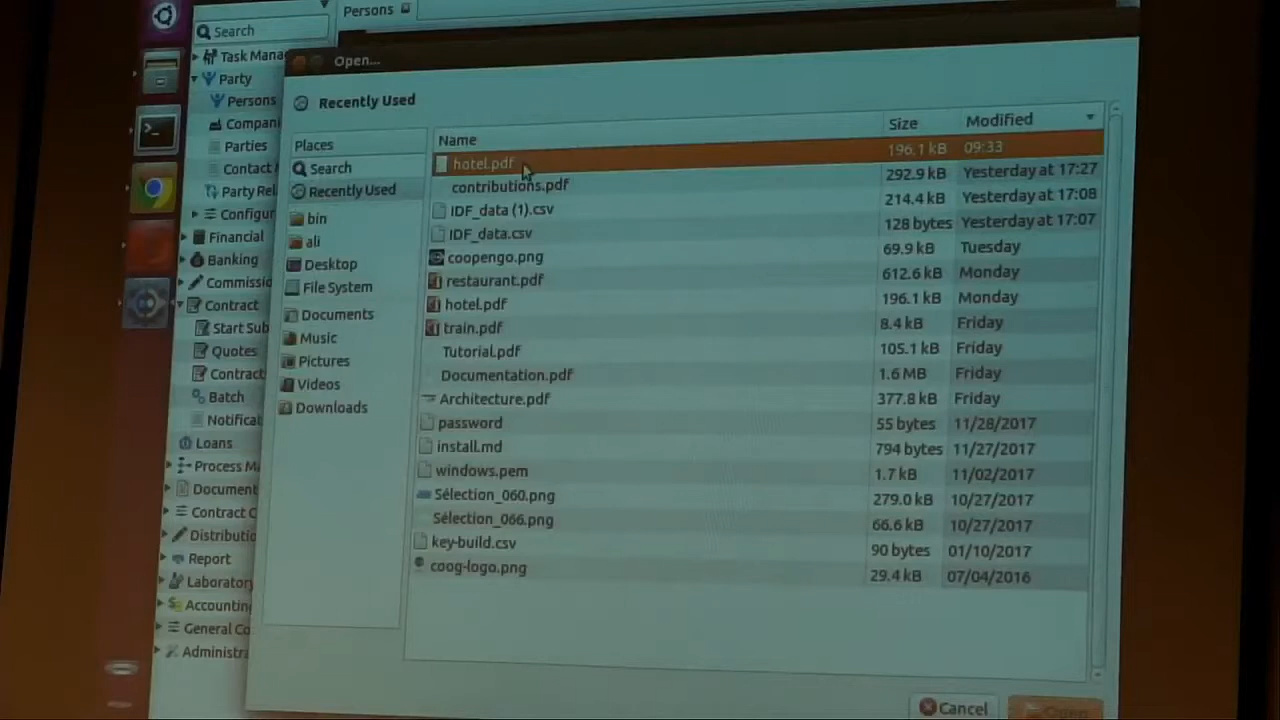 Persons
Search
Task Mana
Party
Persons
Compani
Parties
Contact
Party Rel
Configur
Financial
Banking
Commissio
Contract
Start Sub
Quotes
Contract
Batch
Notificat
Loans
Process M
Document
Contract C
Distributio
Report
Laboratory
Accounting
General Co
Administra
Open...
Recently Used
Places
Search
Recently Used
bin
ali
Desktop
File System
Documents
Music
Pictures
Videos
Downloads
Name Size Modified
hotel.pdf 196.1 kB 09:33
contributions.pdf 292.9 kB Yesterday at 17:27
IDF_data (1).csv 214.4 kB Yesterday at 17:08
IDF_data.csv 128 bytes Yesterday at 17:07
coopengo.png 69.9 kB Tuesday
restaurant.pdf 612.6 kB Monday
hotel.pdf 196.1 kB Monday
train.pdf 8.4 kB Friday
Tutorial.pdf 105.1 kB Friday
Documentation.pdf 1.6 MB Friday
Architecture.pdf 377.8 kB Friday
password 55 bytes 11/28/2017
install.md 794 bytes 11/27/2017
windows.pem 1.7 kB 11/02/2017
Sélection_060.png 279.0 kB 10/27/2017
Sélection_066.png 66.6 kB 10/27/2017
key-build.csv 90 bytes 01/10/2017
coog-logo.png 29.4 kB 07/04/2016
Cancel
Open